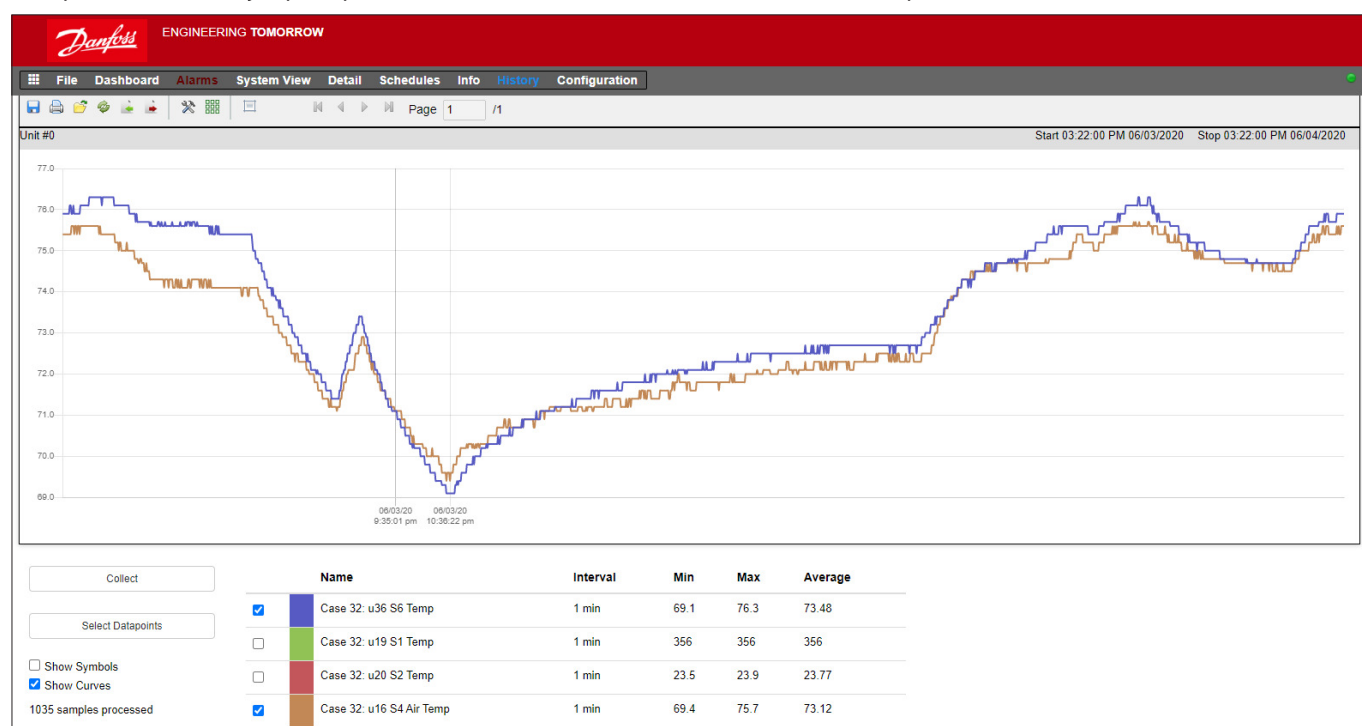 Danfoss ENGINEERING TOMORROW
File Dashboard Alarms System View Detail Schedules Info History Configuration
Page 1 /1
Unit #0 Start 03:22:00 PM 06/03/2020 Stop 03:22:00 PM 06/04/2020
77.0
76.0
75.0
74.0
73.0
72.0
71.0
70.0
69.0
06/03/20 06/03/20
9:35:01 pm 10:36:22 pm
Collect
Select Datapoints
Show Symbols
Show Curves
1035 samples processed
Name Interval Min Max Average
Case 32: u36 S6 Temp 1 min 69.1 76.3 73.48
Case 32: u19 S1 Temp 1 min 356 356 356
Case 32: u20 S2 Temp 1 min 23.5 23.9 23.77
Case 32: u16 S4 Air Temp 1 min 69.4 75.7 73.12